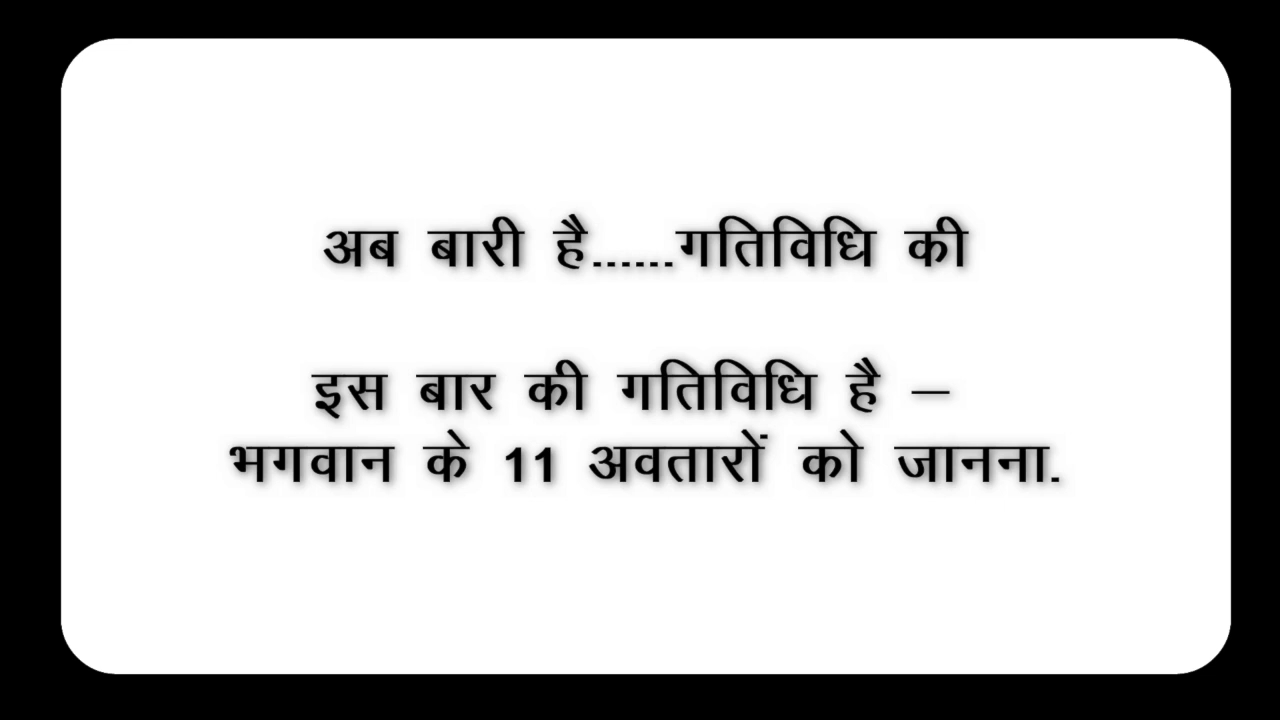 अब बारी है......गतिविधि की
इस बार की गतिविधि है –
भगवान के 11 अवतारों को जानना.